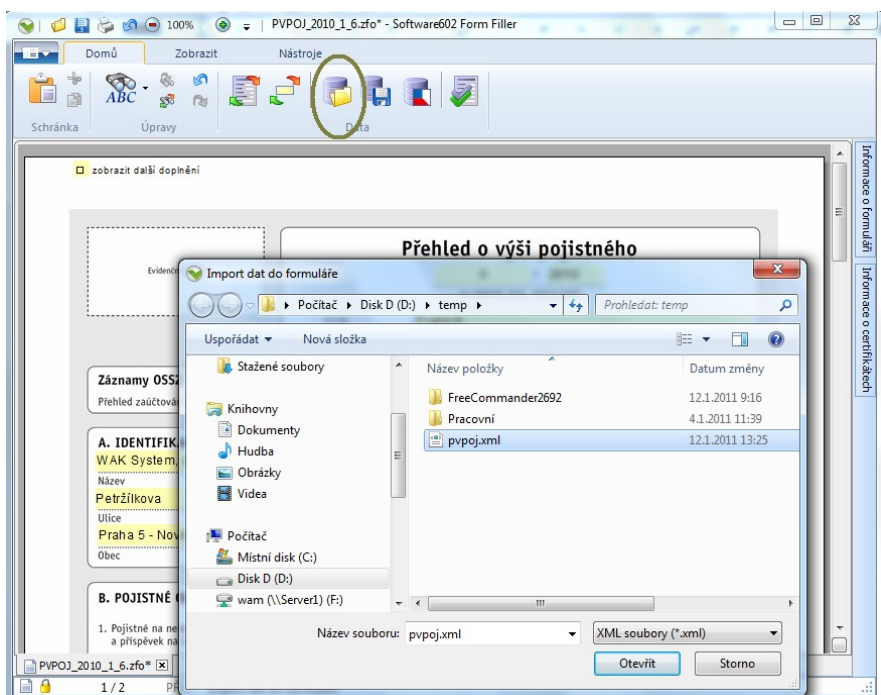 100%
PVPOJ_2010_1_6.zfo* - Software602 Form Filler
Domů Zobrazit Nástroje
ABC
Schránka Úpravy Data
Informace o formuláři
Informace o certifikátech
zobrazit další doplnění
Přehled o výši pojistného
Import dat do formuláře
Počítač Disk D (D:) temp
Prohledat: temp
Uspořádat Nová složka
Stažené soubory
Knihovny
Dokumenty
Hudba
Obrázky
Videa
Počítač
Místní disk (C:)
Disk D (D:)
wam (\\Server1) (F:)
Název položky Datum změny
FreeCommander2692 12.1.2011 9:16
Pracovní 4.1.2011 11:39
pvpoj.xml 12.1.2011 13:25
Název souboru: pvpoj.xml XML soubory (*.xml)
Otevřít Storno
Záznamy OSSZ
Přehled
A.
WAK System,
Název
Petržílkova
Ulice
Praha 5 -
Obec
B. POJISTNÉ
1. Pojistné na
a příspěvek na
PVPOJ_2010_1_6.zfo*
1 / 2